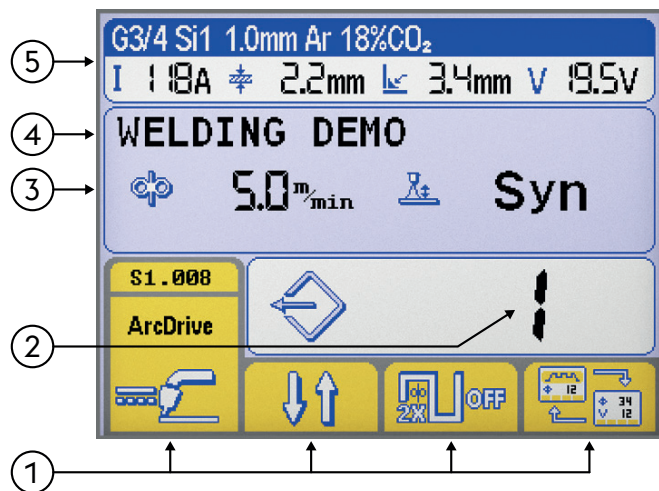 G3/4 Si1 1.0mm Ar 18%CO₂
I 118A 2.2mm 3.4mm V 19.5V
WELDING DEMO
5.0 m/min Syn
S1.008
ArcDrive
1
2X OFF
12
34
V 12
5
4
3
2
1